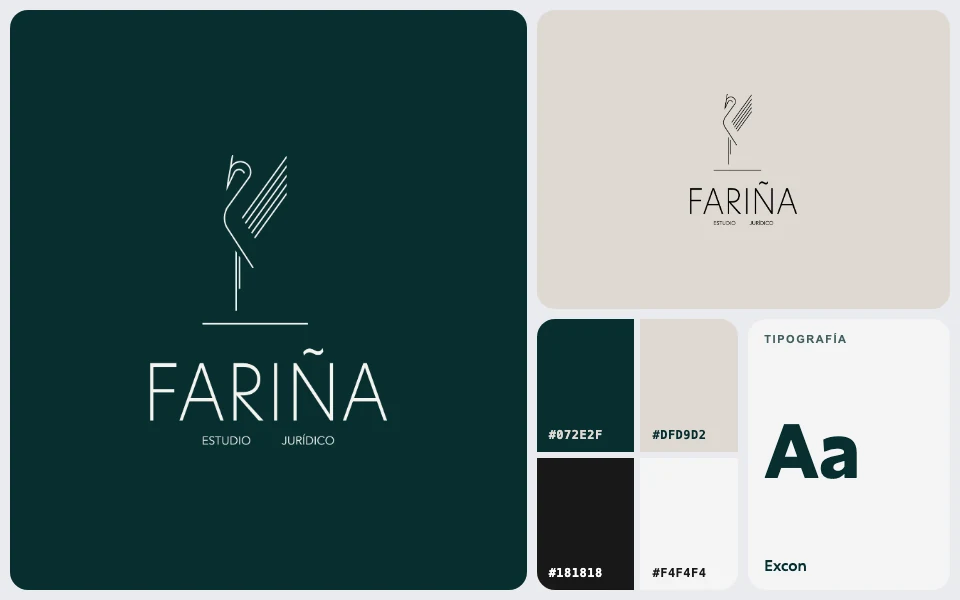 FARIÑA
ESTUDIO JURÍDICO
FARIÑA
ESTUDIO JURÍDICO
#072E2F
#DFD9D2
#181818
#F4F4F4
TIPOGRAFÍA
Aa
Excon